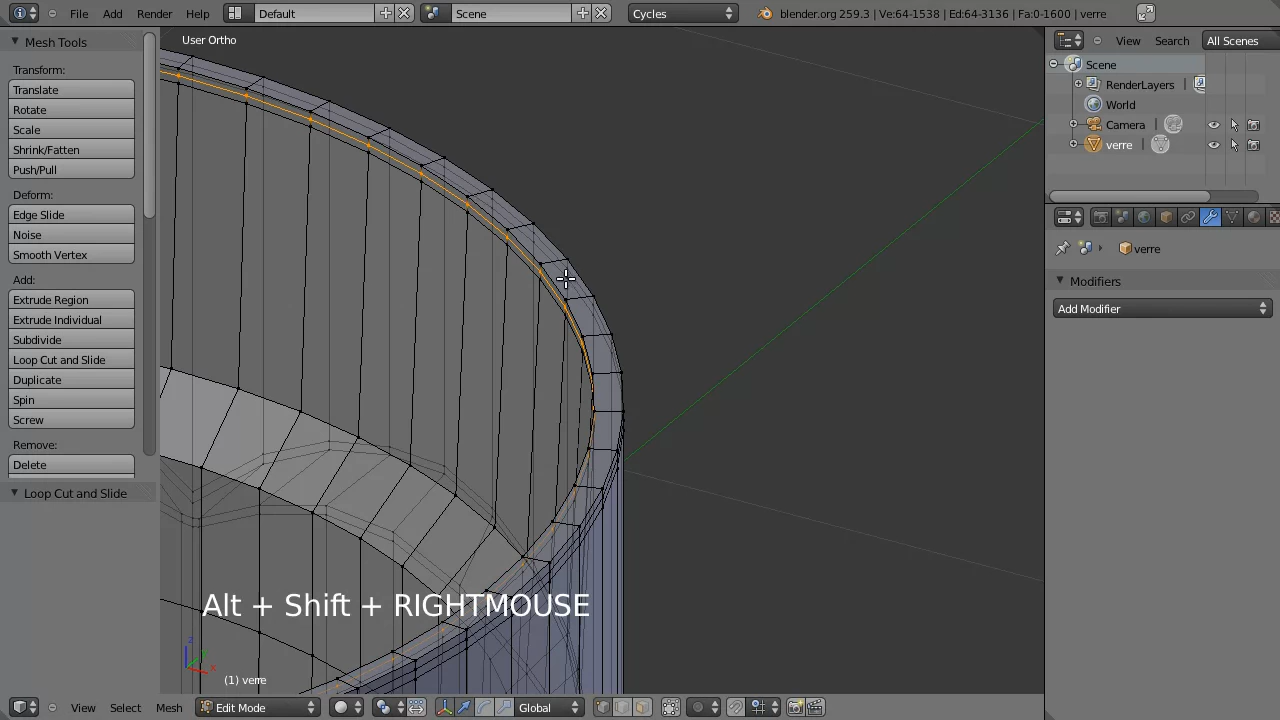 File Add Render Help Default Scene Cycles blender.org 259.3 | Ve:64-1538 | Ed:64-3136 | Fa:0-1600 | verre
Mesh Tools
Transform:
Translate
Rotate
Scale
Shrink/Fatten
Push/Pull
Deform:
Edge Slide
Noise
Smooth Vertex
Add:
Extrude Region
Extrude Individual
Subdivide
Loop Cut and Slide
Duplicate
Spin
Screw
Remove:
Delete
Loop Cut and Slide
User Ortho
Alt + Shift + RIGHTMOUSE
z
y
x
(1) verre
View Select Mesh Edit Mode Global
View Search All Scenes
Scene
RenderLayers |
World
Camera |
verre |
verre
Modifiers
Add Modifier